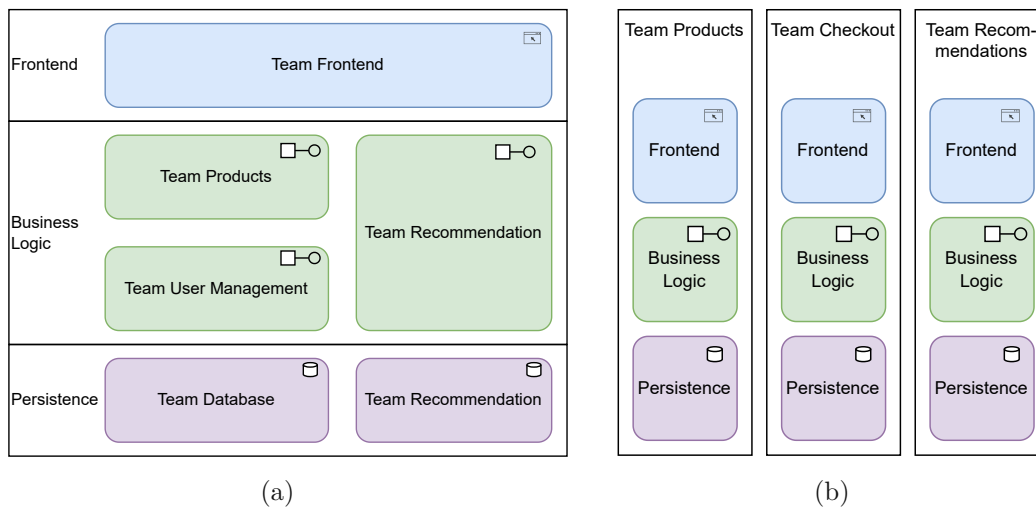 Frontend
Team Frontend
Business
Logic
Team Products
Team User Management
Team Recommendation
Persistence
Team Database
Team Recommendation
(a)
Team Products
Frontend
Business
Logic
Persistence
Team Checkout
Frontend
Business
Logic
Persistence
Team Recom-
mendations
Frontend
Business
Logic
Persistence
(b)